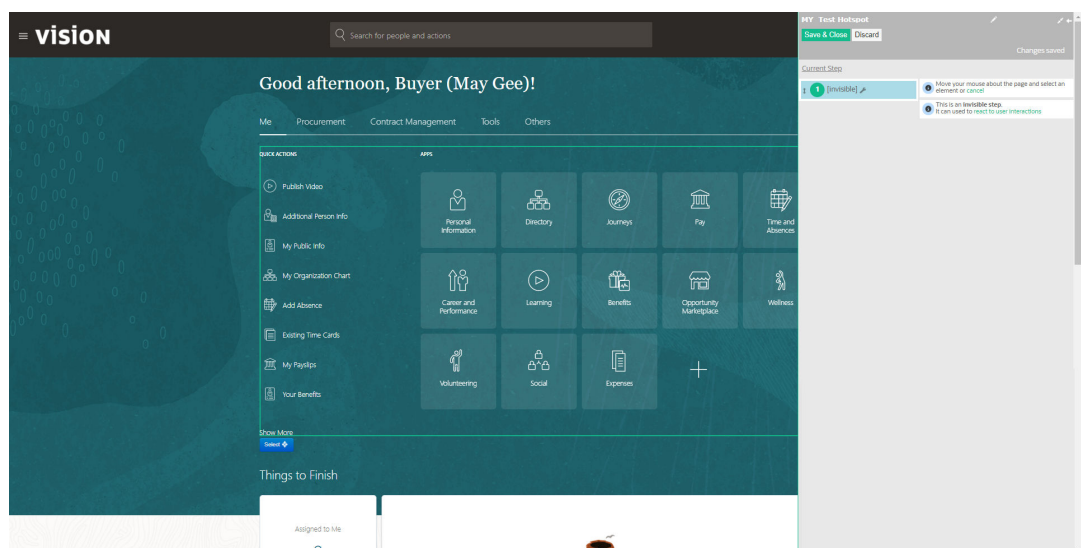 ≡ VISION
Search for people and actions
MY Test Hotspot
Save & Close Discard
Changes saved
Good afternoon, Buyer (May Gee)!
Me Procurement Contract Management Tools Others
QUICK ACTIONS
Publish Video
Additional Person Info
My Public Info
My Organization Chart
Add Absence
Existing Time Cards
My Payslips
Your Benefits
Show More
Select
APPS
Personal
Information
Directory
Journeys
Pay
Time and
Absences
Career and
Performance
Learning
Benefits
Opportunity
Marketplace
Wellness
Volunteering
Social
Expenses
Things to Finish
Assigned to Me
Current Step
1 [invisible]
Move your mouse about the page and select an
element or cancel
This is an invisible step.
It can used to react to user interactions